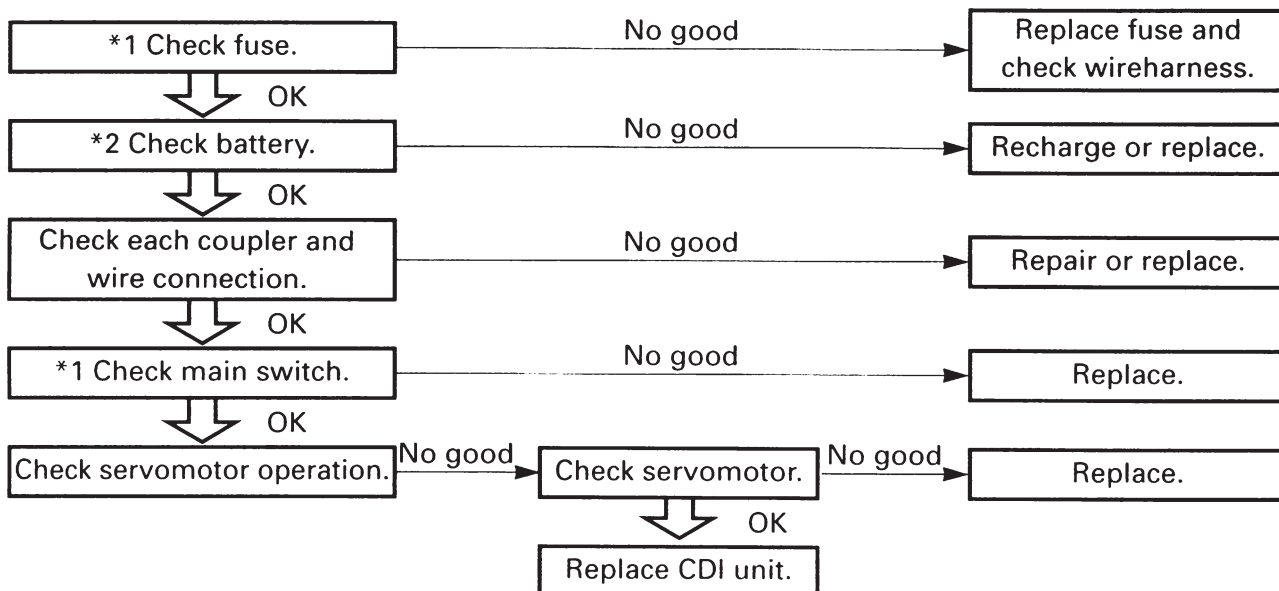 *1 Check fuse.
No good
Replace fuse and
check wireharness.
OK
*2 Check battery.
No good
Recharge or replace.
OK
Check each coupler and
wire connection.
No good
Repair or replace.
OK
*1 Check main switch.
No good
Replace.
OK
Check servomotor operation.
No good
Check servomotor.
No good
Replace.
OK
Replace CDI unit.